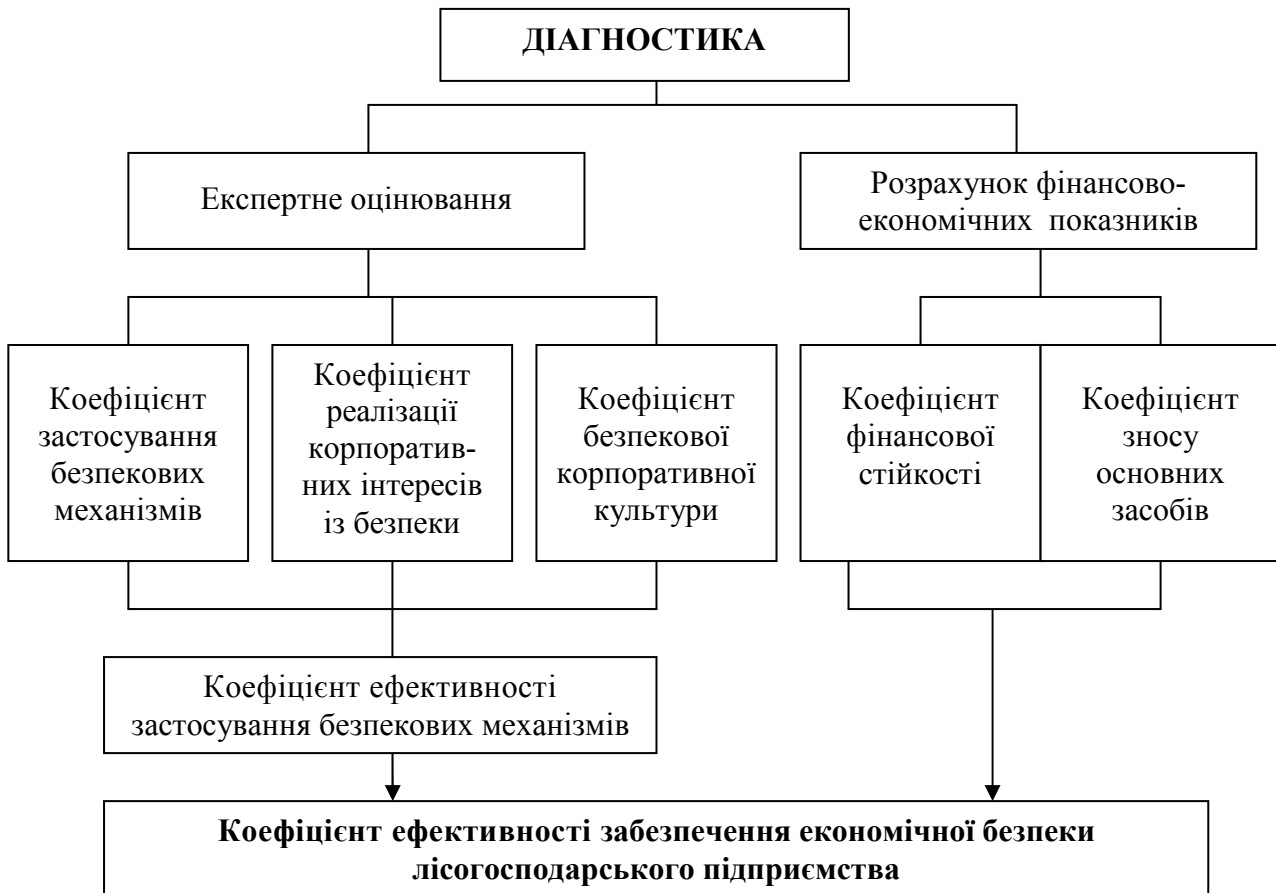 ДІАГНОСТИКА
Експертне оцінювання
Розрахунок фінансово-
економічних показників
Коефіцієнт
застосування
безпекових
механізмів
Коефіцієнт
реалізації
корпоратив-
них інтересів
із безпеки
Коефіцієнт
безпекової
корпоративної
культури
Коефіцієнт
фінансової
стійкості
Коефіцієнт
зносу
основних
засобів
Коефіцієнт ефективності
застосування безпекових механізмів
Коефіцієнт ефективності забезпечення економічної безпеки
лісогосподарського підприємства